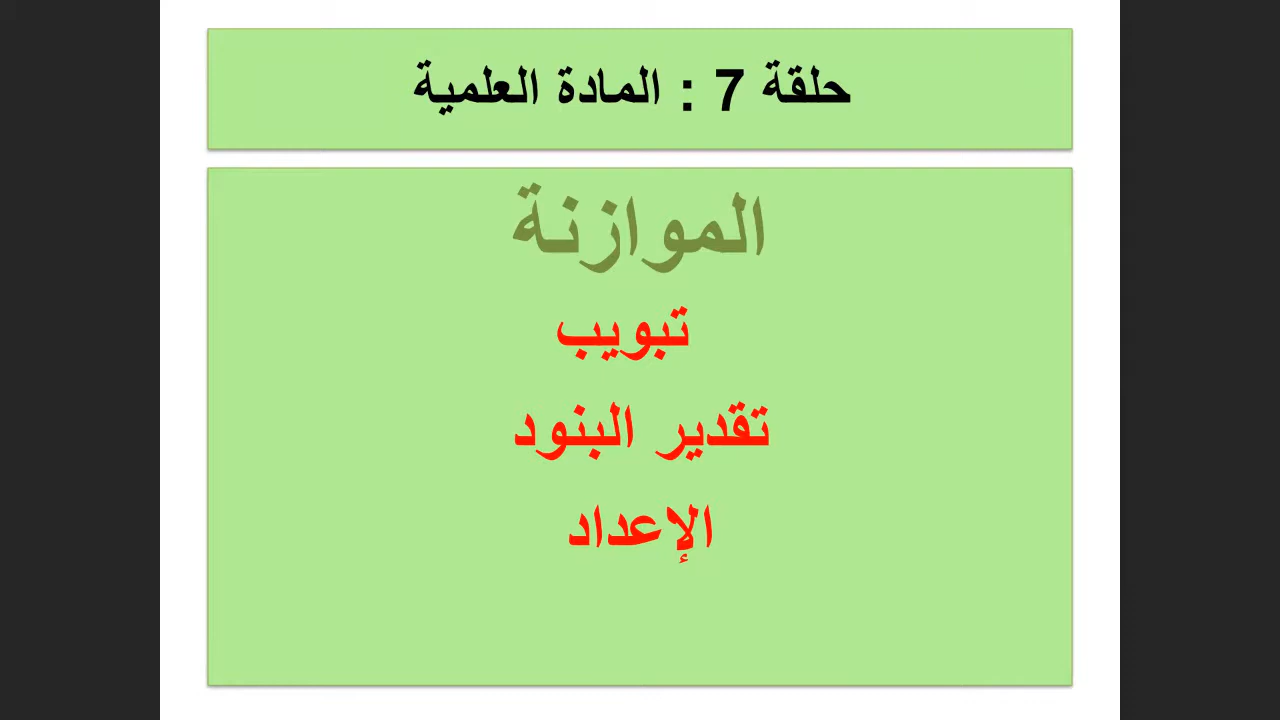 حلقة 7 : المادة العلمية
الموازنة
تبويب
تقدير البنود
الإعداد